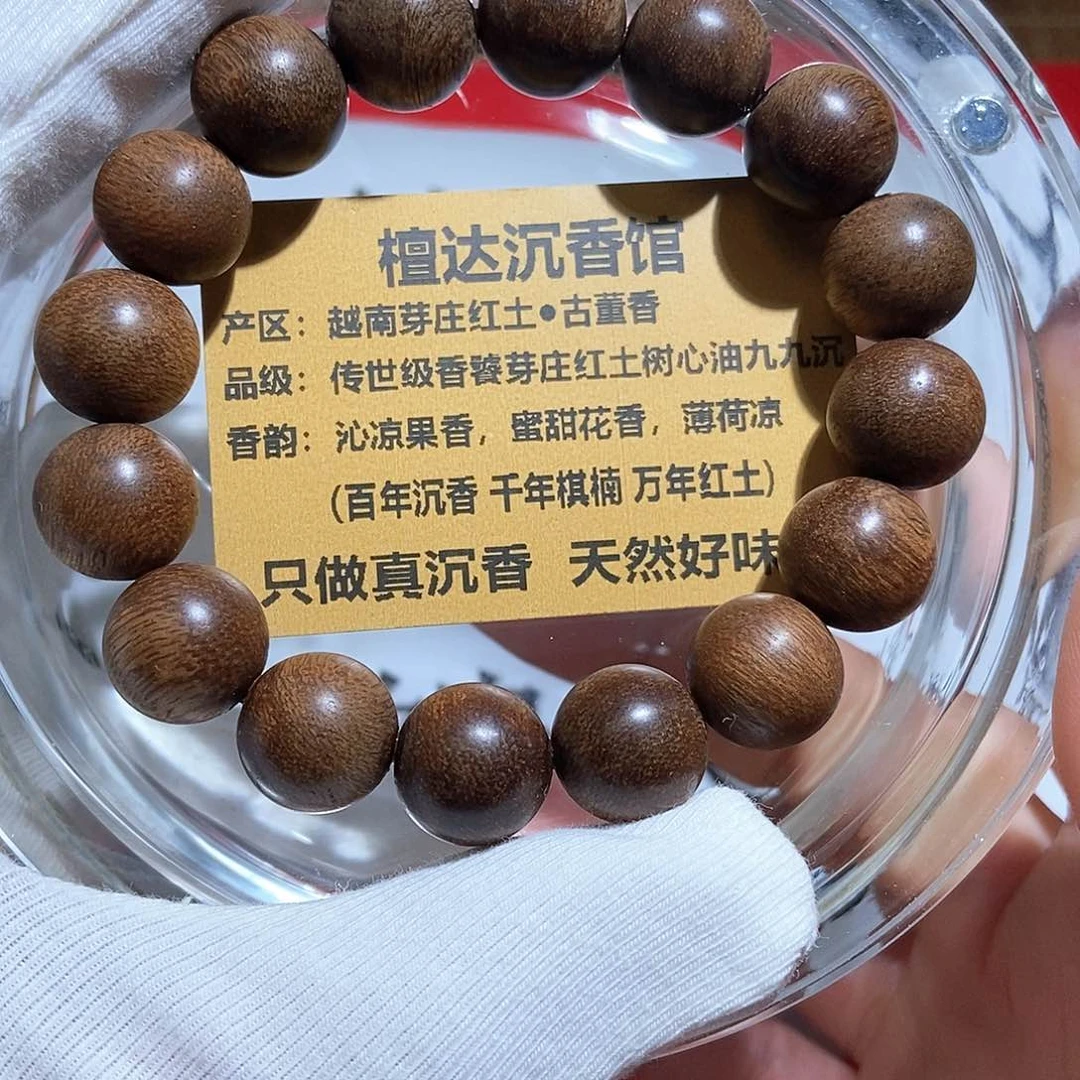 檀达沉香馆
产区：越南芽庄红土•古董香
品级：传世级香饕芽庄红土树心油九九沉
香韵：沁凉果香，蜜甜花香，薄荷凉
（百年沉香 千年棋楠 万年红土）
只做真沉香 天然好味